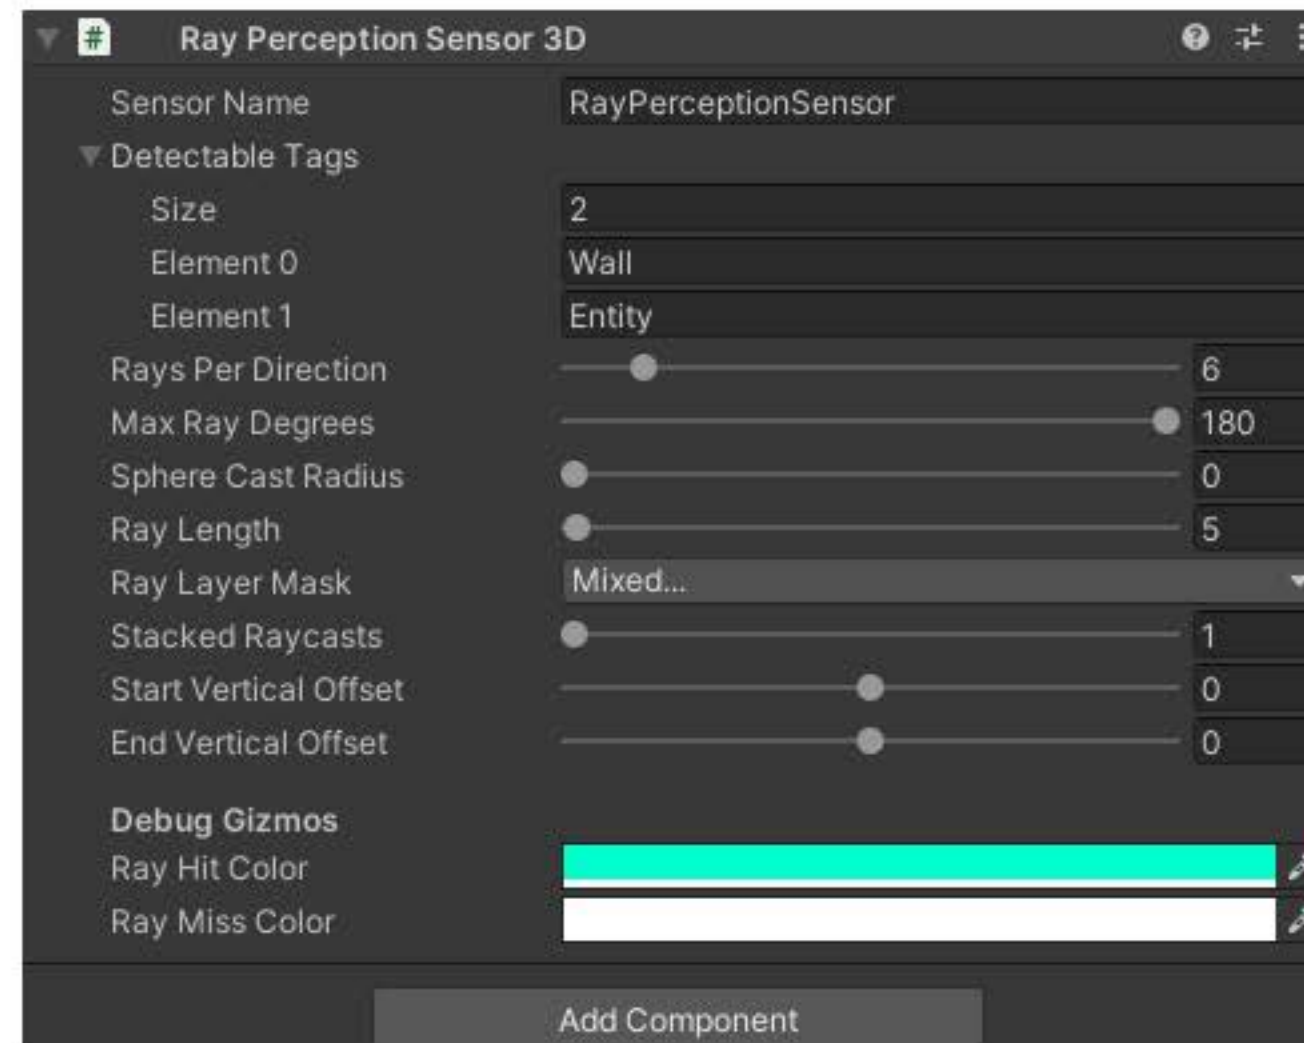 # Ray Perception Sensor 3D
Sensor Name RayPerceptionSensor
Detectable Tags
Size 2
Element 0 Wall
Element 1 Entity
Rays Per Direction 6
Max Ray Degrees 180
Sphere Cast Radius 0
Ray Length 5
Ray Layer Mask Mixed...
Stacked Raycasts 1
Start Vertical Offset 0
End Vertical Offset 0
Debug Gizmos
Ray Hit Color
Ray Miss Color
Add Component